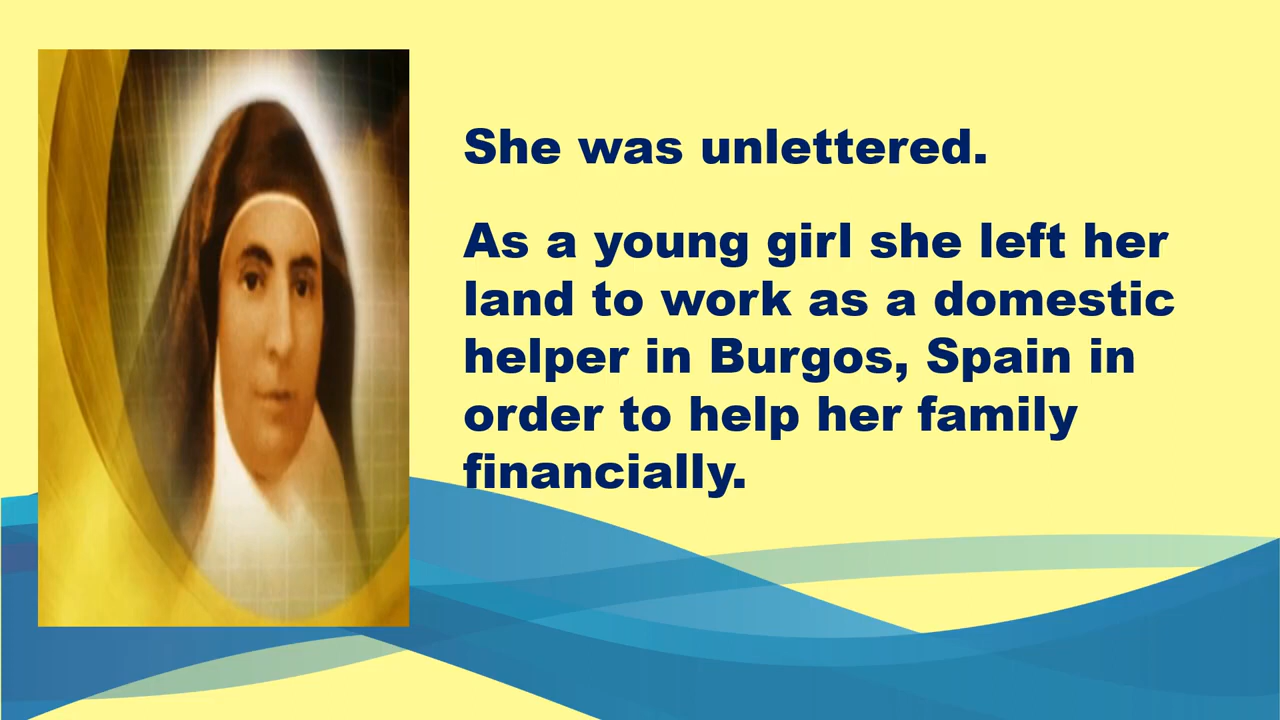 She was unlettered.
As a young girl she left her
land to work as a domestic
helper in Burgos, Spain in
order to help her family
financially.